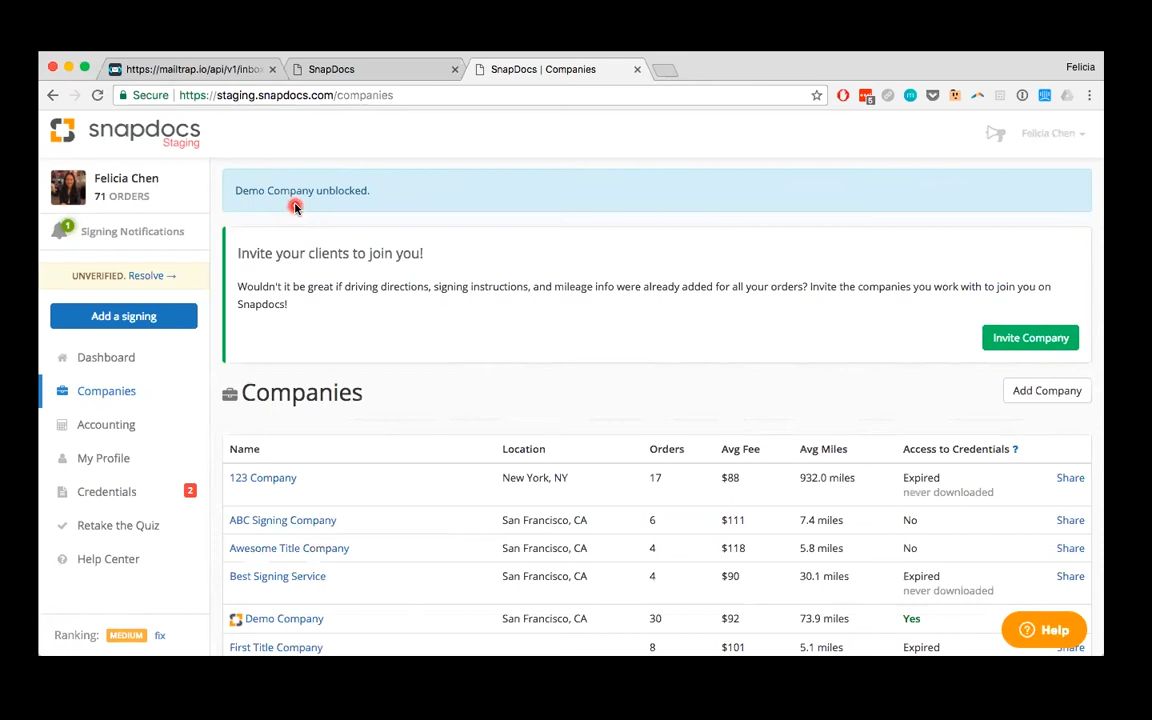 https://mailtrap.io/api/v1/inbo
SnapDocs
SnapDocs | Companies
Felicia
Secure
https://staging.snapdocs.com/companies
5
snapdocs
Staging
Felicia Chen
Felicia Chen
71 ORDERS
1
Signing Notifications
UNVERIFIED. Resolve →
Add a signing
Dashboard
Companies
Accounting
My Profile
Credentials
2
Retake the Quiz
Help Center
Ranking: MEDIUM fix
Demo Company unblocked.
Invite your clients to join you!
Wouldn't it be great if driving directions, signing instructions, and mileage info were already added for all your orders? Invite the companies you work with to join you on
Snapdocs!
Invite Company
Companies
Add Company
Name Location Orders Avg Fee Avg Miles Access to Credentials ?
123 Company New York, NY 17 $88 932.0 miles Expired Share
never downloaded
ABC Signing Company San Francisco, CA 6 $111 7.4 miles No Share
Awesome Title Company San Francisco, CA 4 $118 5.8 miles No Share
Best Signing Service San Francisco, CA 4 $90 30.1 miles Expired Share
never downloaded
Demo Company San Francisco, CA 30 $92 73.9 miles Yes
First Title Company 8 $101 5.1 miles Expired Share
Help